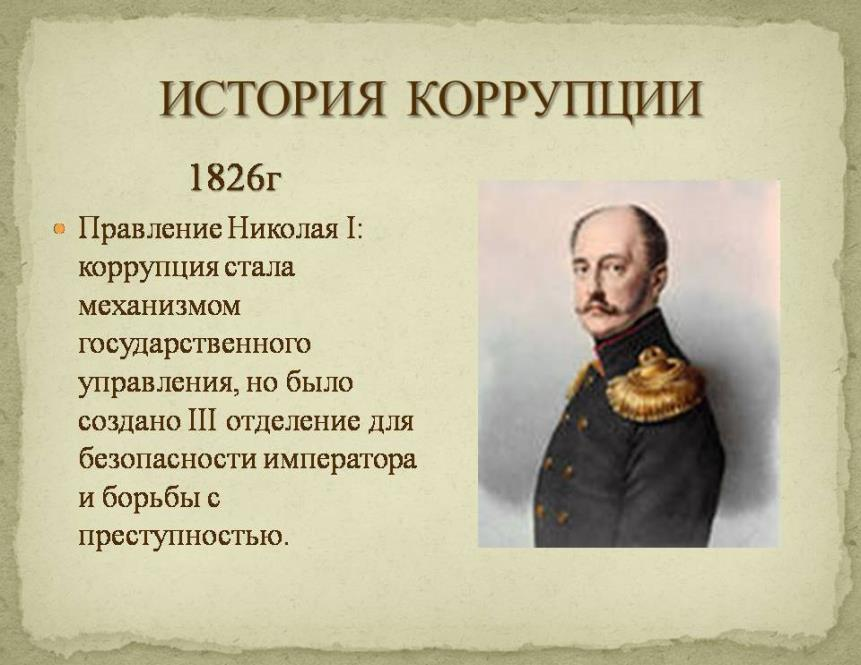 ИСТОРИЯ КОРРУПЦИИ
1826г
Правление Николая I:
коррупция стала
механизмом
государственного
управления, но было
создано III отделение для
безопасности императора
и борьбы с
преступностью.